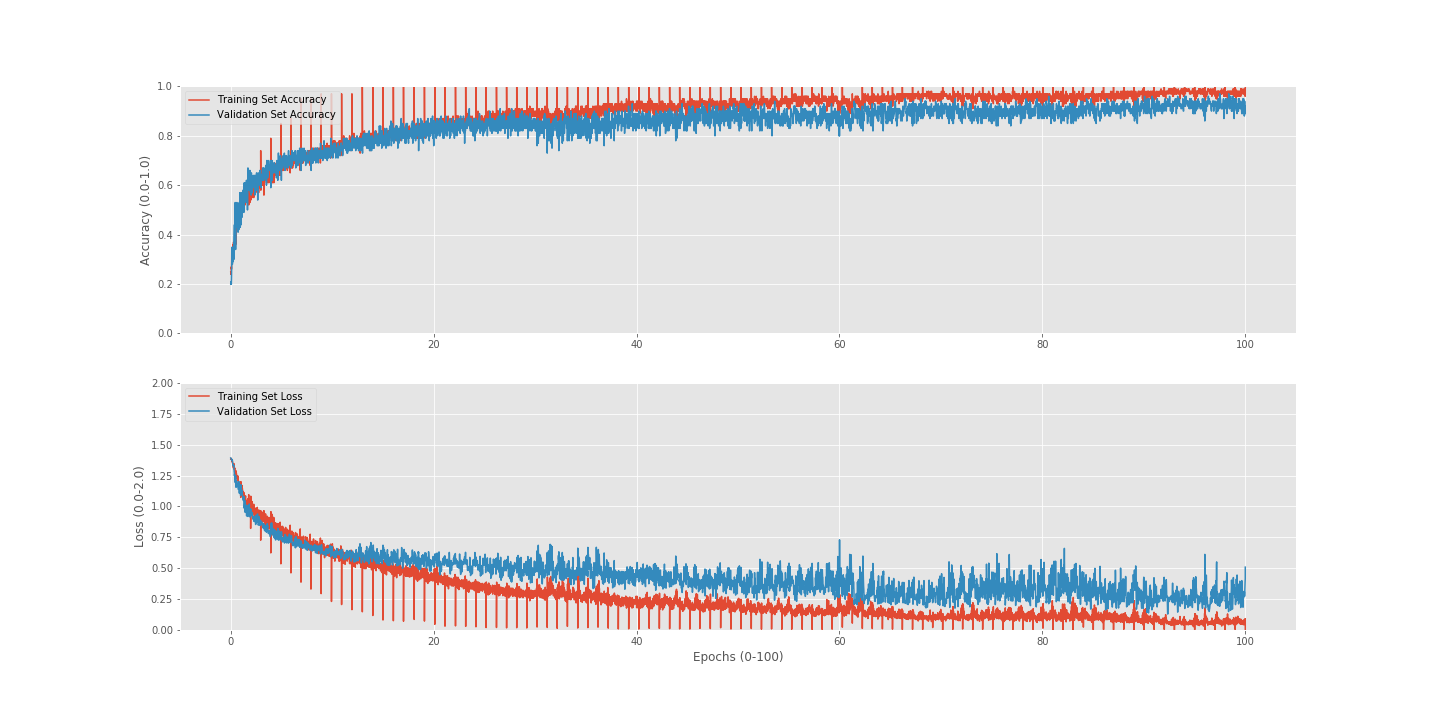 1.0
Training Set Accuracy
Validation Set Accuracy
0.8
0.6
0.4
0.2
0.0
Accuracy (0.0-1.0)
0 20 40 60 80 100
2.00
Training Set Loss
Validation Set Loss
1.75
1.50
1.25
1.00
0.75
0.50
0.25
0.00
Loss (0.0-2.0)
0 20 40 60 80 100
Epochs (0-100)